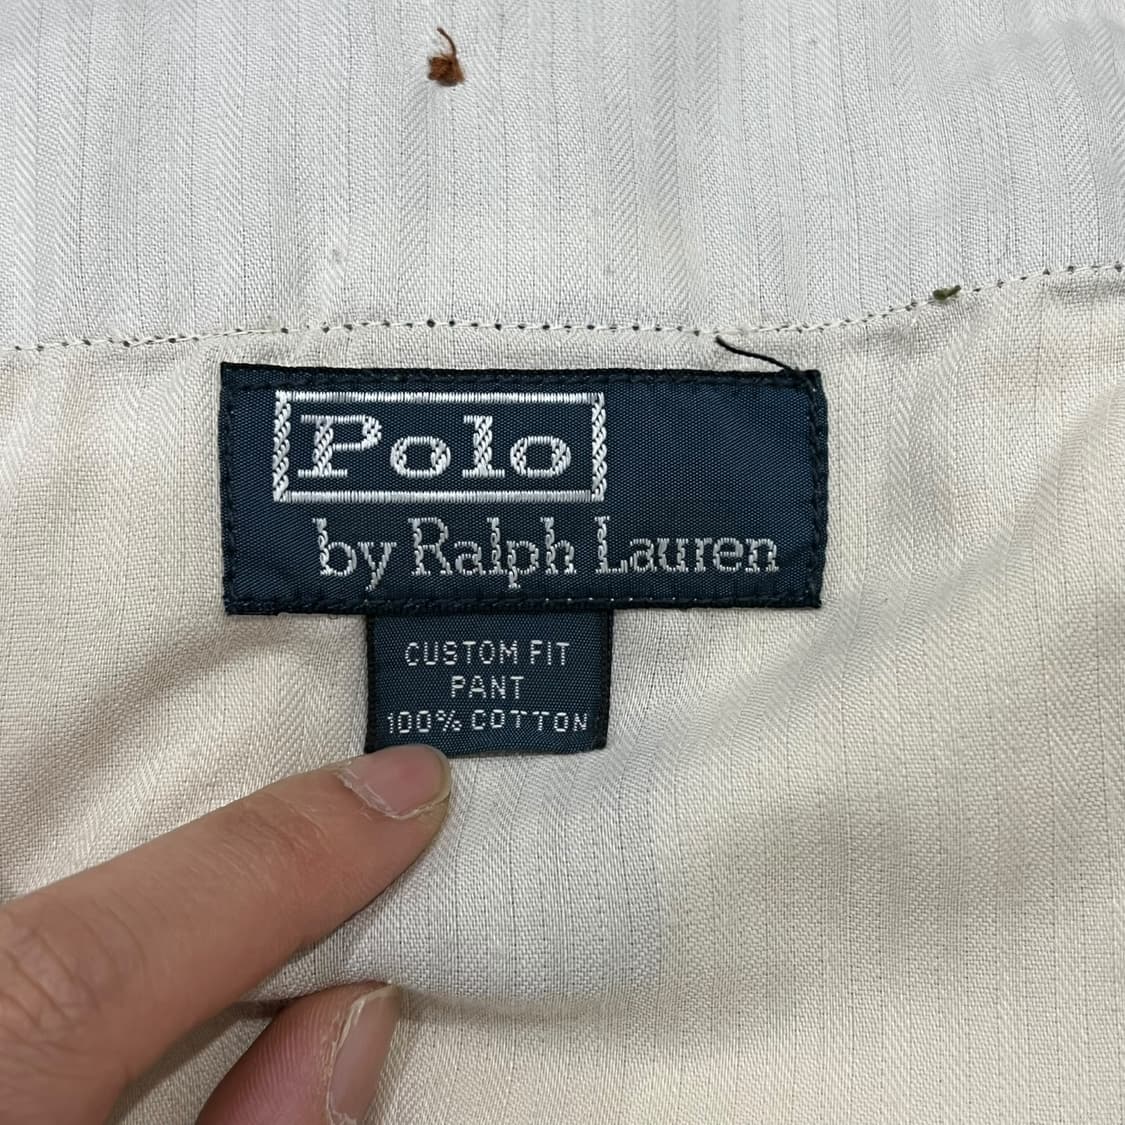 Polo
by Ralph Lauren
CUSTOM FIT
PANT
100% COTTON